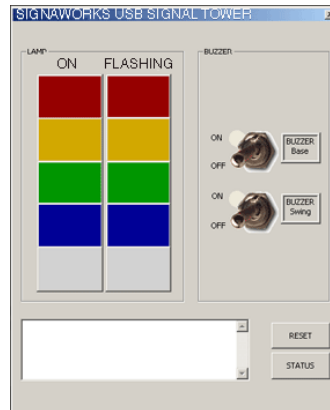 SIGNAWORKS USB SIGNAL TOWER
LAMP
ON FLASHING
BUZZER
ON
OFF
BUZZER
Base
ON
OFF
BUZZER
Swing
RESET
STATUS